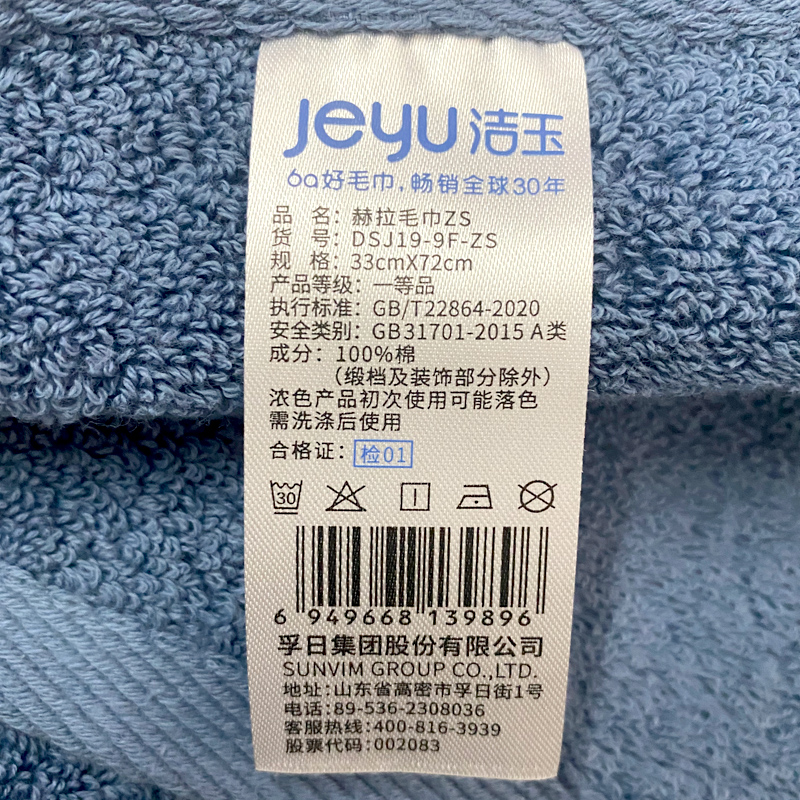 Jeyu洁玉
6a好毛巾,畅销全球30年
品 名：赫拉毛巾ZS
货 号：DSJ19-9F-ZS
规 格：33cmX72cm
产品等级：一等品
执行标准：GB/T22864-2020
安全类别：GB31701-2015 A类
成分：100%棉
（缎档及装饰部分除外）
浓色产品初次使用可能落色
需洗涤后使用
合格证：检01
30
6 949668 139896
孚日集团股份有限公司
SUNVIM GROUP CO.,LTD.
地址：山东省高密市孚日街1号
电话：89-536-2308036
客服热线：400-816-3939
股票代码：002083